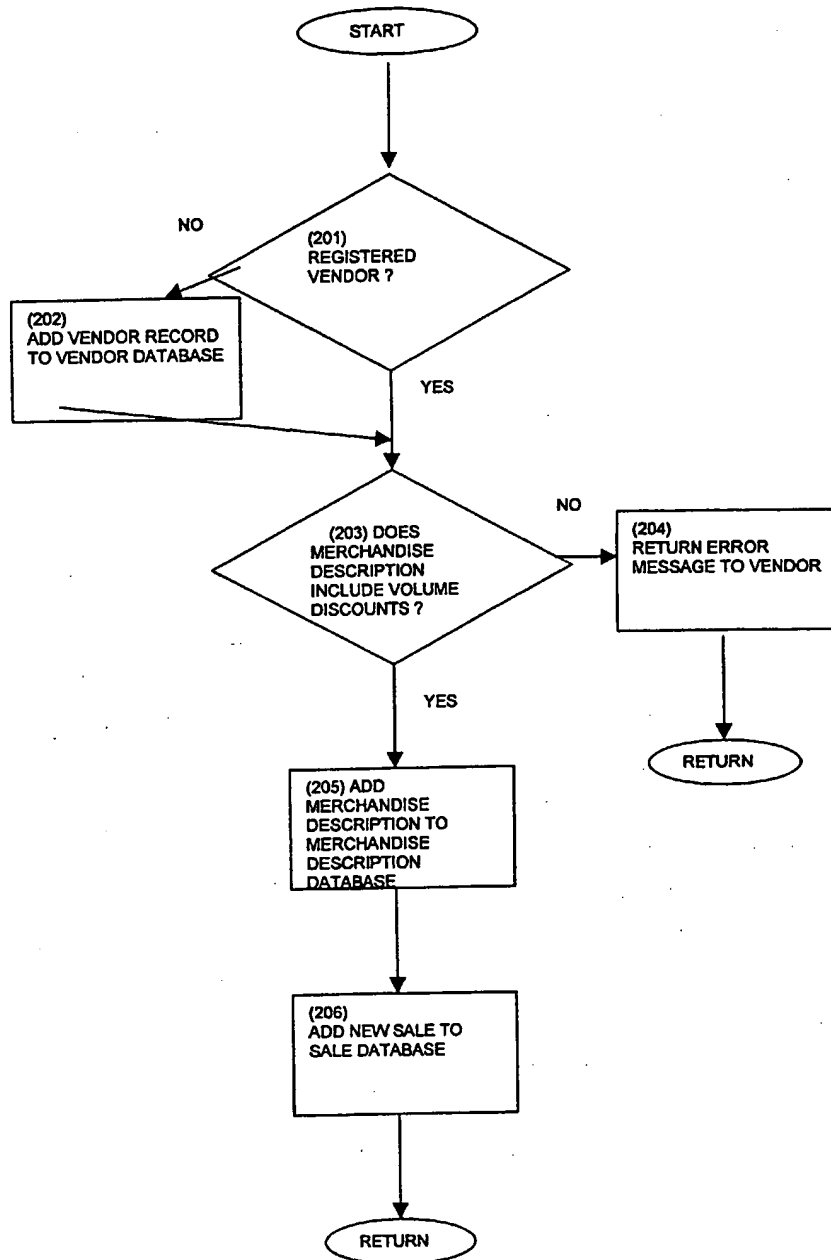 START
NO
(201)
REGISTERED
VENDOR ?
(202)
ADD VENDOR RECORD
TO VENDOR DATABASE
YES
(203) DOES
MERCHANDISE
DESCRIPTION
INCLUDE VOLUME
DISCOUNTS ?
NO
(204)
RETURN ERROR
MESSAGE TO VENDOR
YES
RETURN
(205) ADD
MERCHANDISE
DESCRIPTION TO
MERCHANDISE
DESCRIPTION
DATABASE
(206)
ADD NEW SALE TO
SALE DATABASE
RETURN